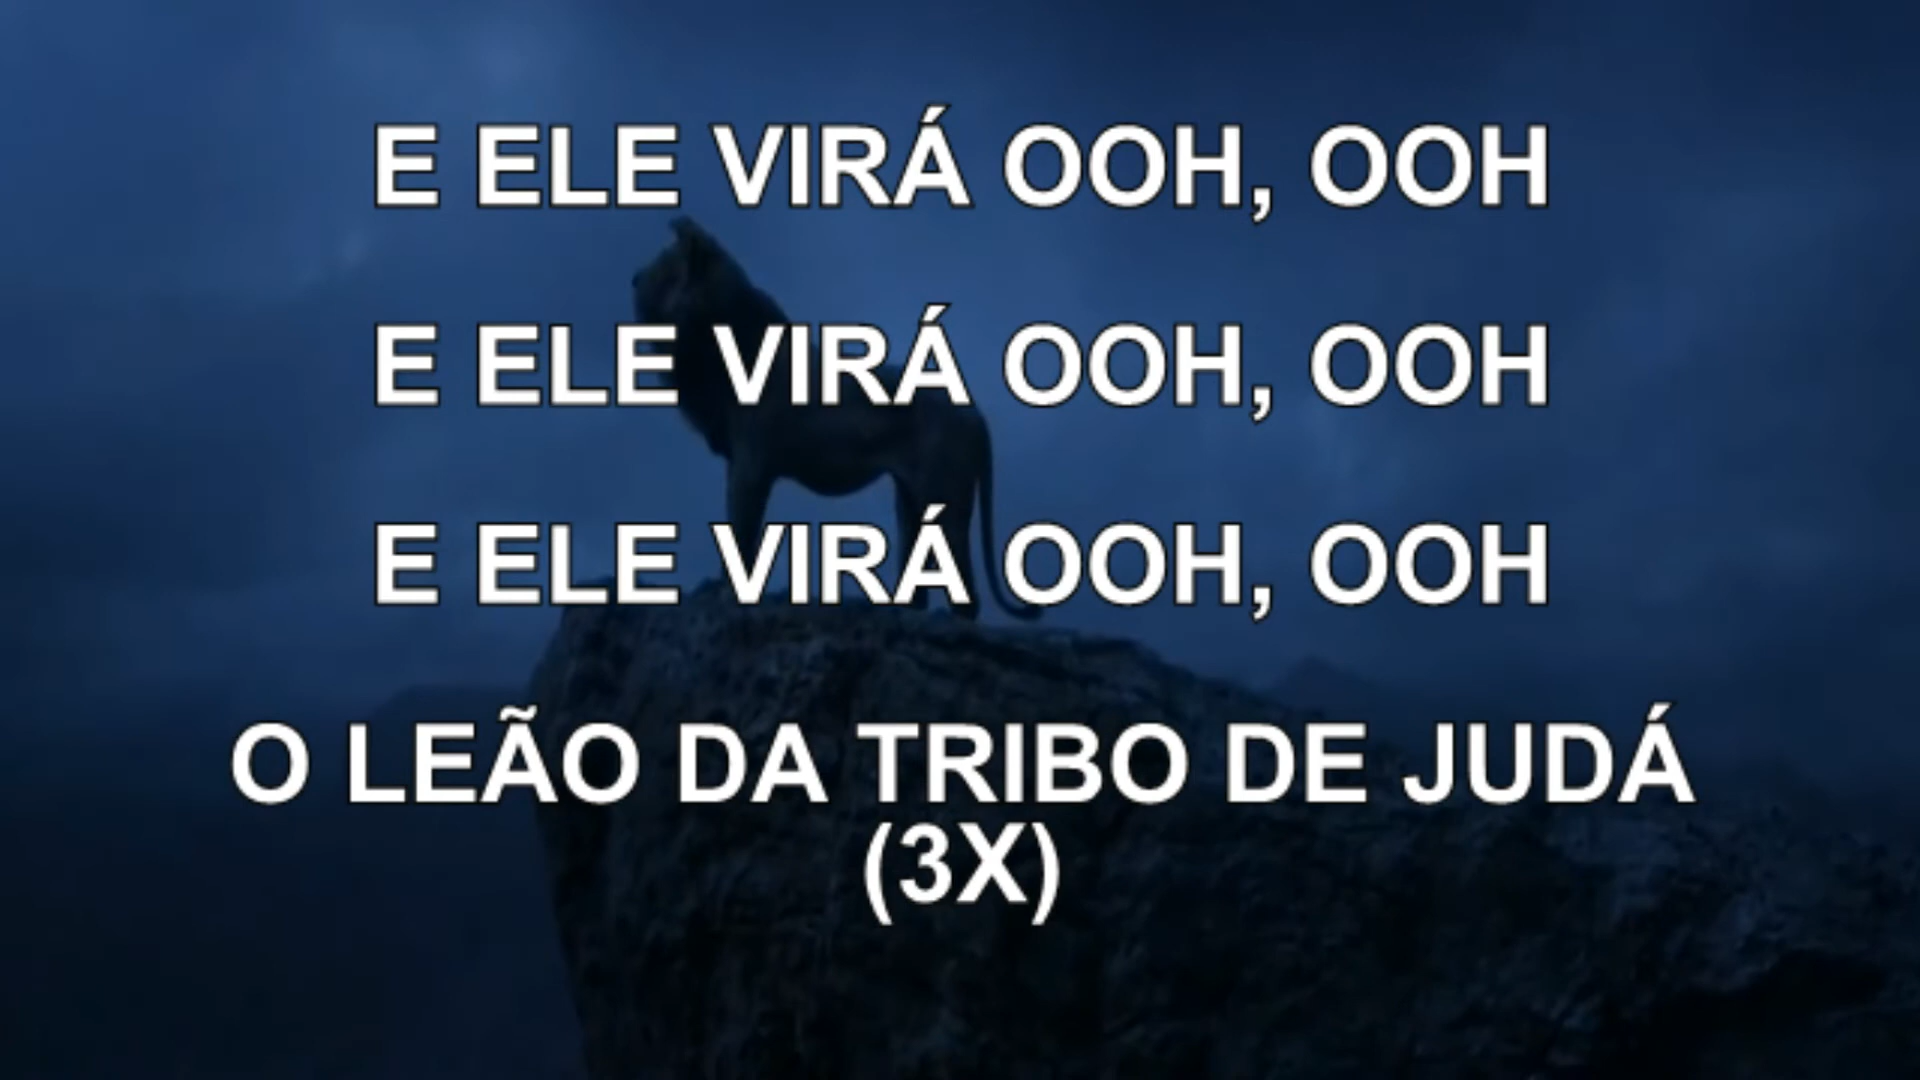 E ELE VIRÁ OOH, OOH
E ELE VIRÁ OOH, OOH
E ELE VIRÁ OOH, OOH
O LEÃO DA TRIBO DE JUDÁ
(3X)